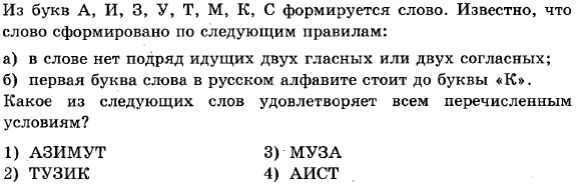 Из букв А, И, З, У, Т, М, К, С формируется слово. Известно, что
слово сформировано по следующим правилам:
а) в слове нет подряд идущих двух гласных или двух согласных;
б) первая буква слова в русском алфавите стоит до буквы «К».
Какое из следующих слов удовлетворяет всем перечисленным
условиям?
1) АЗИМУТ 3) МУЗА
2) ТУЗИК 4) АИСТ